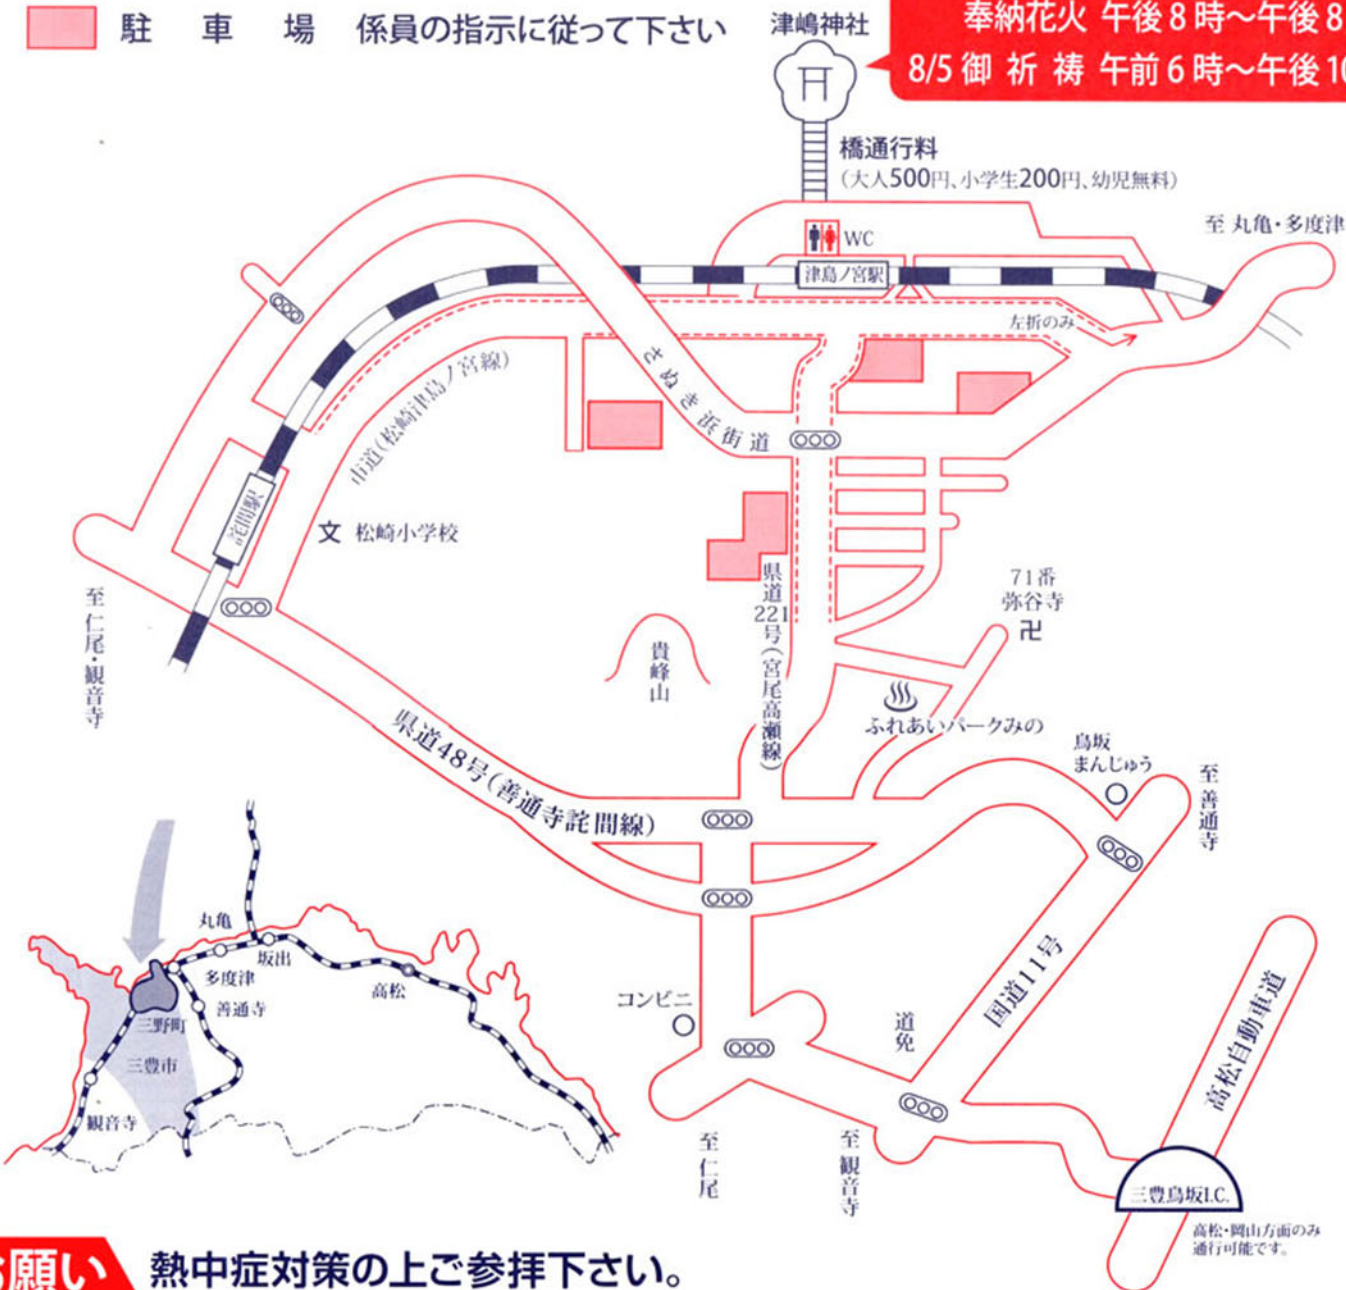 駐車場 係員の指示に従って下さい
津嶋神社
奉納花火 午後8時～午後8
8/5 御祈祷 午前6時～午後10
橋通行料
(大人500円、小学生200円、幼児無料)
WC
至 丸亀・多度津
津島ノ宮駅
左折のみ
市道(松崎津島ノ宮線)
さぬき浜街道
詫間駅
文 松崎小学校
至 仁尾・観音寺
県道221号(宮尾高瀬線)
71番
弥谷寺
卍
貴峰山
ふれあいパークみの
県道48号(善通寺詫間線)
鳥坂
まんじゅう
至 善通寺
丸亀
坂出
多度津
高松
善通寺
三野町
三豊市
観音寺
コンビニ
道免
国道11号
高松自動車道
至 仁尾
至 観音寺
三豊鳥坂I.C.
高松・岡山方面のみ
通行可能です。
お願い 熱中症対策の上ご参拝下さい。